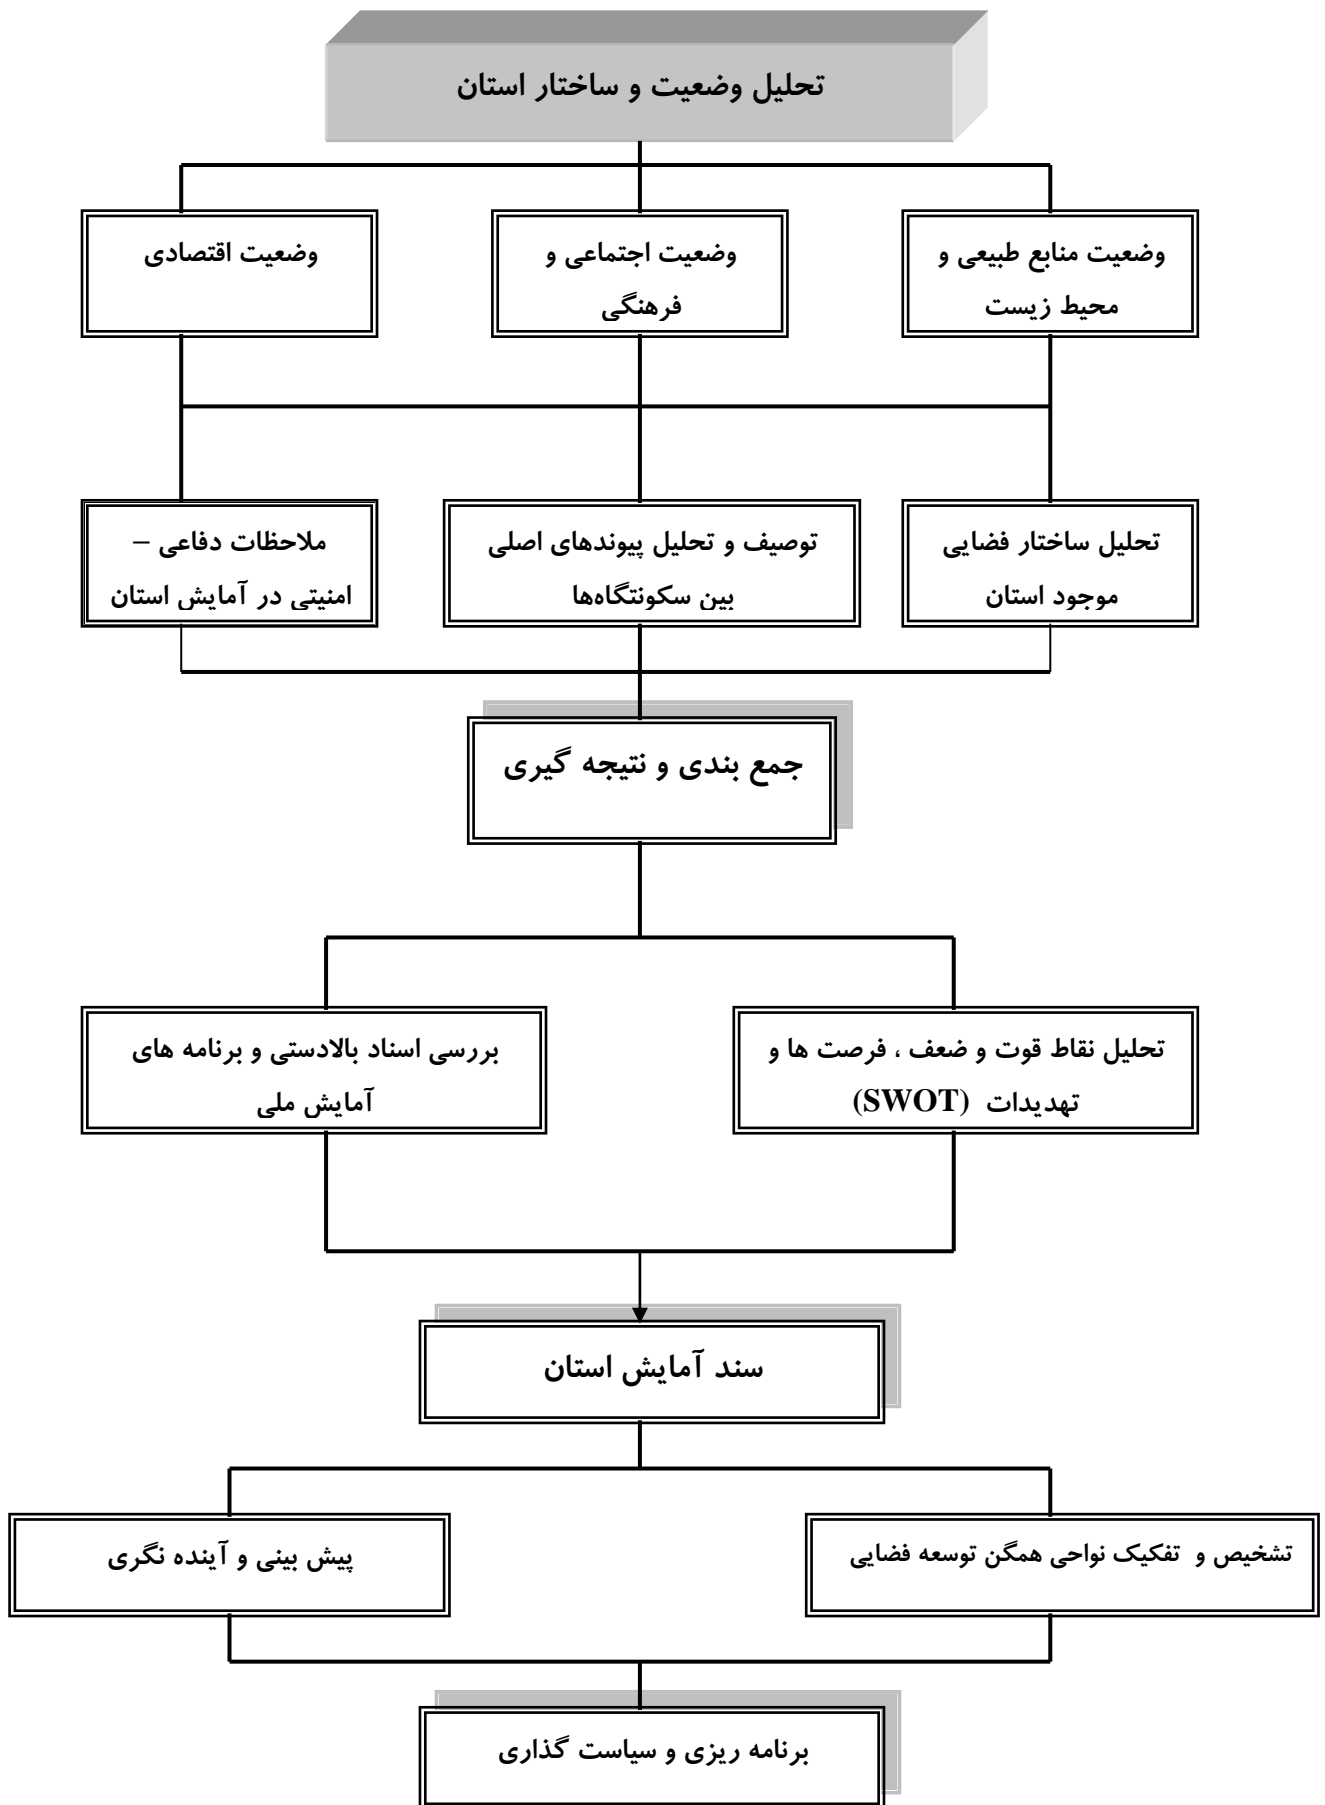 تحلیل وضعیت و ساختار استان
وضعیت منابع طبیعی و
محیط زیست
وضعیت اجتماعی و
فرهنگی
وضعیت اقتصادی
تحلیل ساختار فضایی
موجود استان
توصیف و تحلیل پیوندهای اصلی
بین سکونتگاه‌ها
ملاحظات دفاعی –
امنیتی در آمایش استان
جمع بندی و نتیجه گیری
تحلیل نقاط قوت و ضعف ، فرصت ها و
تهدیدات (SWOT)
بررسی اسناد بالادستی و برنامه های
آمایش ملی
سند آمایش استان
تشخیص و تفکیک نواحی همگن توسعه فضایی
پیش بینی و آینده نگری
برنامه ریزی و سیاست گذاری